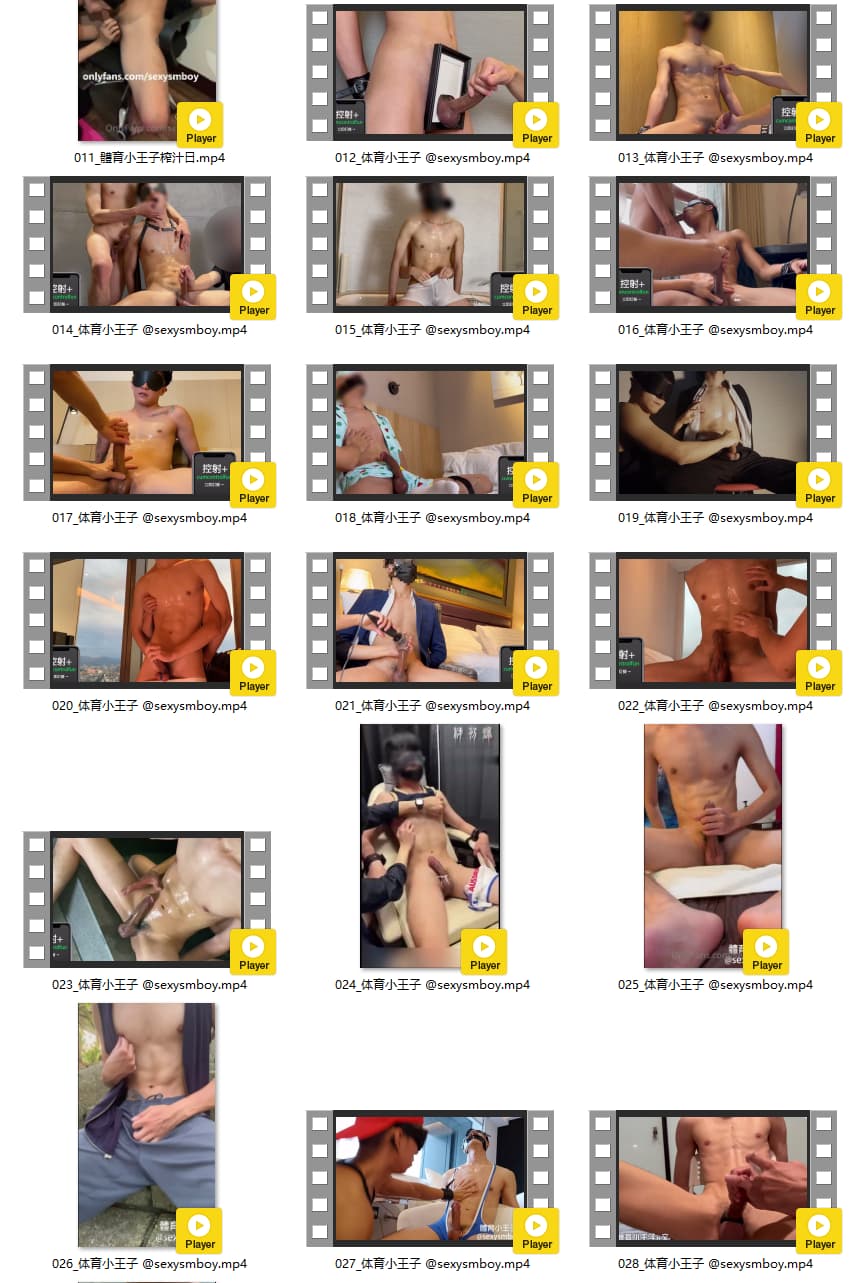 onlyfans.com/sexysmboy
Player
011_體育小王子榨汁日.mp4
控射+
Player
012_体育小王子 @sexysmboy.mp4
控射
Player
013_体育小王子 @sexysmboy.mp4
控射+
Player
014_体育小王子 @sexysmboy.mp4
Player
015_体育小王子 @sexysmboy.mp4
控射+
Player
016_体育小王子 @sexysmboy.mp4
控射+
cumcontrolfun
Player
017_体育小王子 @sexysmboy.mp4
Player
018_体育小王子 @sexysmboy.mp4
Player
019_体育小王子 @sexysmboy.mp4
Player
020_体育小王子 @sexysmboy.mp4
Player
021_体育小王子 @sexysmboy.mp4
射+
Player
022_体育小王子 @sexysmboy.mp4
Player
023_体育小王子 @sexysmboy.mp4
Player
024_体育小王子 @sexysmboy.mp4
體育
@se
Player
025_体育小王子 @sexysmboy.mp4
Player
026_体育小王子 @sexysmboy.mp4
體育小王
@sexysmb
Player
027_体育小王子 @sexysmboy.mp4
Player
028_体育小王子 @sexysmboy.mp4